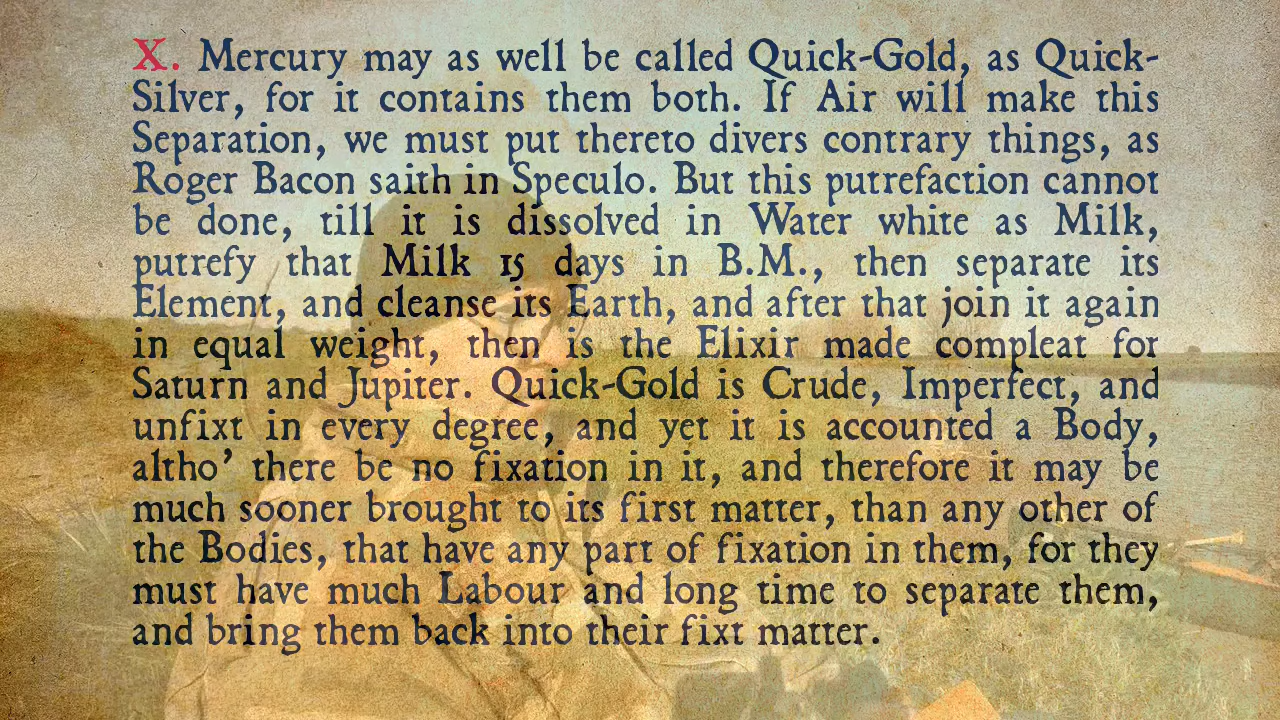 X. Mercury may as well be called Quick-Gold, as Quick-
Silver, for it contains them both. If Air will make this
Separation, we must put thereto divers contrary things, as
Roger Bacon saith in Speculo. But this putrefaction cannot
be done, till it is dissolved in Water white as Milk,
putrefy that Milk 15 days in B.M., then separate its
Element, and cleanse its Earth, and after that join it again
in equal weight, then is the Elixir made compleat for
Saturn and Jupiter. Quick-Gold is Crude, Imperfect, and
unfixt in every degree, and yet it is accounted a Body,
altho' there be no fixation in it, and therefore it may be
much sooner brought to its first matter, than any other of
the Bodies, that have any part of fixation in them, for they
must have much Labour and long time to separate them,
and bring them back into their fixt matter.